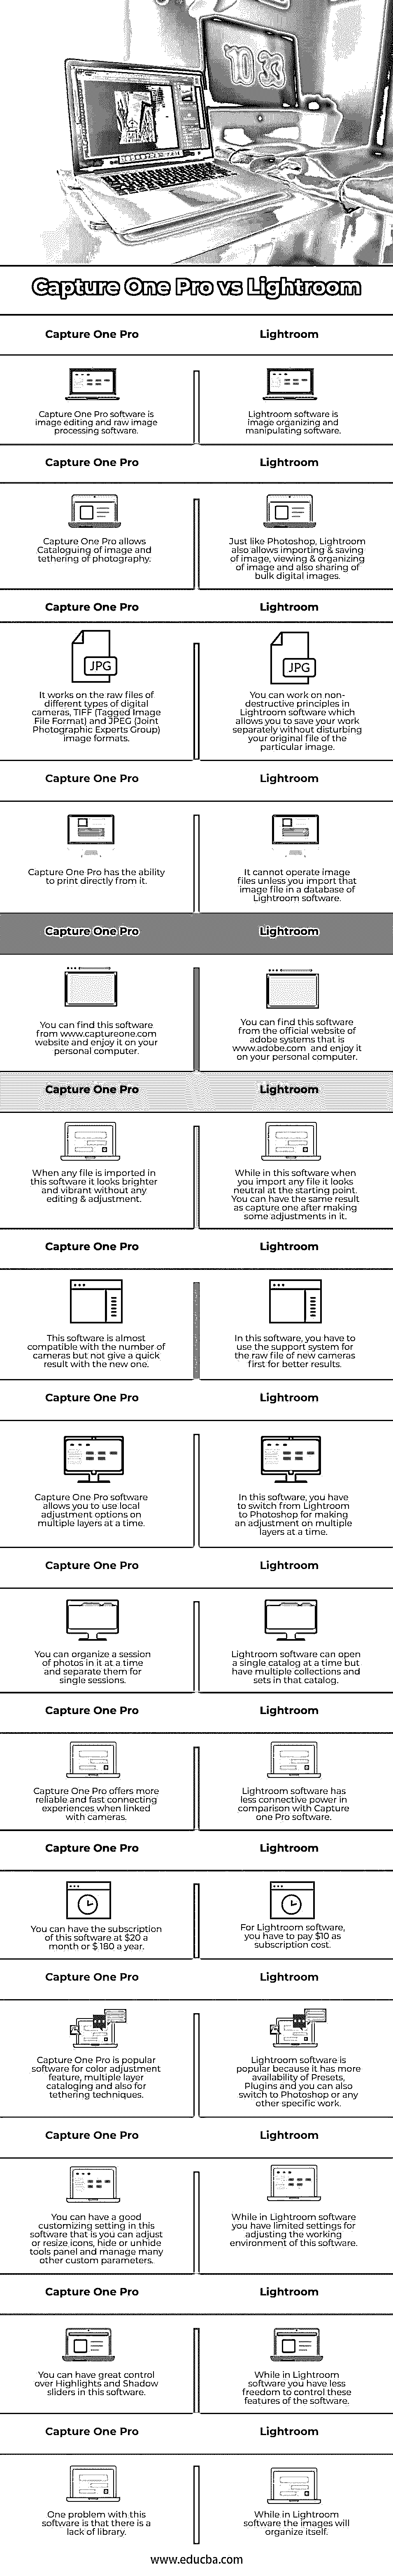 10 33
Capture One Pro vs Lightroom
Capture One Pro
Lightroom
Capture One Pro software is
image editing and raw image
processing software.
Lightroom software is
image organizing and
manipulating software.
Capture One Pro
Lightroom
Capture One Pro allows
Cataloguing of image and
tethering of photography.
Just like Photoshop, Lightroom
also allows importing & saving
of image, viewing & organizing
of image and also sharing of
bulk digital images.
Capture One Pro
Lightroom
JPG
JPG
It works on the raw files of
different types of digital
cameras, TIFF (Tagged Image
File Format) and JPEG (Joint
Photographic Experts Group)
image formats.
You can work on non-
destructive principles in
Lightroom software which
allows you to save your work
separately without disturbing
your original file of the
particular image.
Capture One Pro
Lightroom
Capture One Pro has the ability
to print directly from it.
It cannot operate image
files unless you import that
image file in a database of
Lightroom software.
Capture One Pro
Lightroom
You can find this software
from www.captureone.com
website and enjoy it on your
personal computer.
You can find this software
from the official website of
adobe systems that is
www.adobe.com and enjoy it
on your personal computer.
Capture One Pro
Lightroom
When any file is imported in
this software it looks brighter
and vibrant without any
editing & adjustment.
While in this software when
you import any file it looks
neutral at the starting point.
You can have the same result
as capture one after making
some adjustments in it.
Capture One Pro
Lightroom
This software is almost
compatible with the number of
cameras but not give a quick
result with the new one.
In this software, you have to
use the support system for
the raw file of new cameras
first for better results.
Capture One Pro
Lightroom
Capture One Pro software
allows you to use local
adjustment options on
multiple layers at a time.
In this software, you have
to switch from Lightroom
to Photoshop for making
an adjustment on multiple
layers at a time.
Capture One Pro
Lightroom
You can organize a session
of photos in it at a time
and separate them for
single sessions.
Lightroom software can open
a single catalog at a time but
have multiple collections and
sets in that catalog.
Capture One Pro
Lightroom
Capture One Pro offers more
reliable and fast connecting
experiences when linked
with cameras.
Lightroom software has
less connective power in
comparison with Capture
one Pro software.
Capture One Pro
Lightroom
You can have the subscription
of this software at $20 a
month or $ 180 a year.
For Lightroom software,
you have to pay $10 as
subscription cost.
Capture One Pro
Lightroom
Capture One Pro is popular
software for color adjustment
feature, multiple layer
cataloging and also for
tethering techniques.
Lightroom software is
popular because it has more
availability of Presets,
Plugins and you can also
switch to Photoshop or any
other specific work.
Capture One Pro
Lightroom
You can have a good
customizing setting in this
software that is you can adjust
or resize icons, hide or unhide
tools panel and manage many
other custom parameters.
While in Lightroom software
you have limited settings for
adjusting the working
environment of this software.
Capture One Pro
Lightroom
You can have great control
over Highlights and Shadow
sliders in this software.
While in Lightroom
software you have less
freedom to control these
features of the software.
Capture One Pro
Lightroom
One problem with this
software is that there is a
lack of library.
While in Lightroom
software the images will
organize itself.
www.educba.com